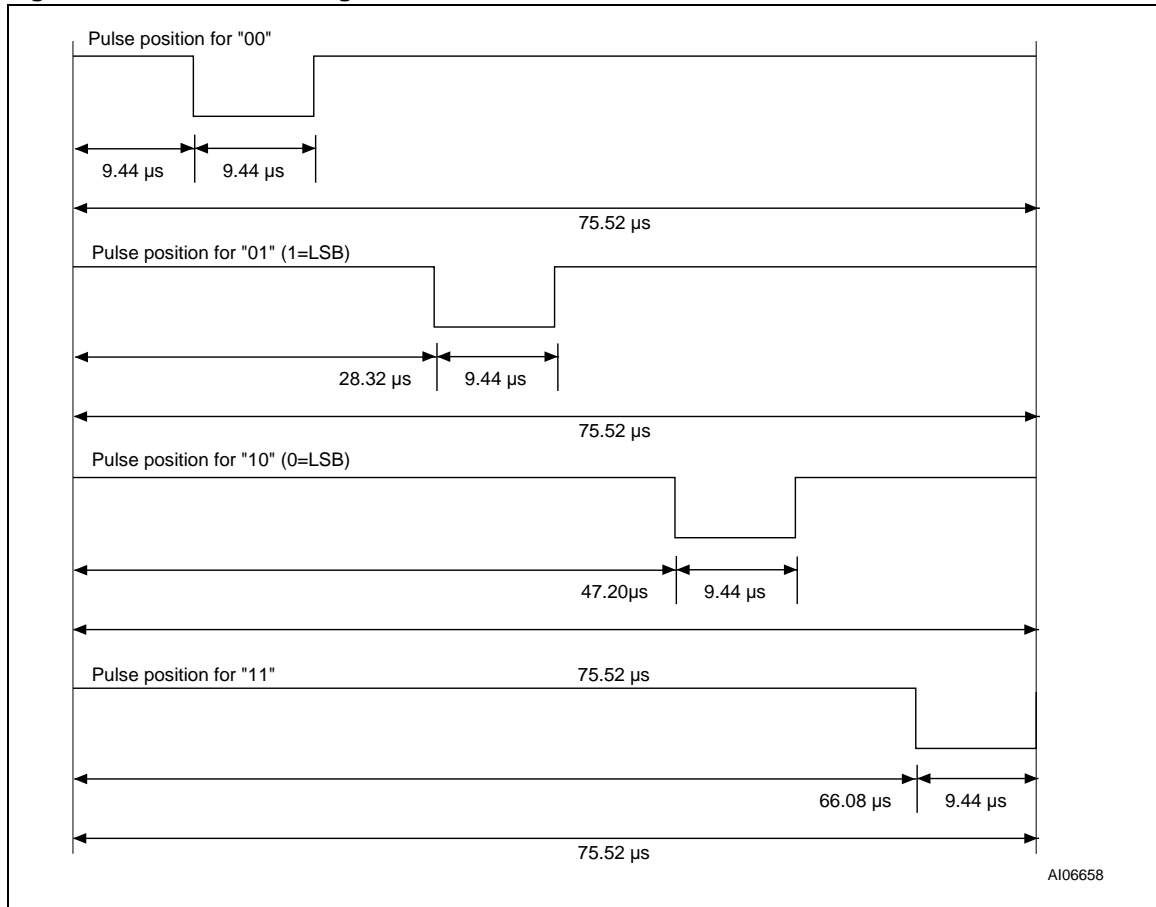 Pulse position for "00"
9.44 µs 9.44 µs
75.52 µs
Pulse position for "01" (1=LSB)
28.32 µs 9.44 µs
75.52 µs
Pulse position for "10" (0=LSB)
47.20µs 9.44 µs
Pulse position for "11" 75.52 µs
66.08 µs 9.44 µs
75.52 µs
AI06658